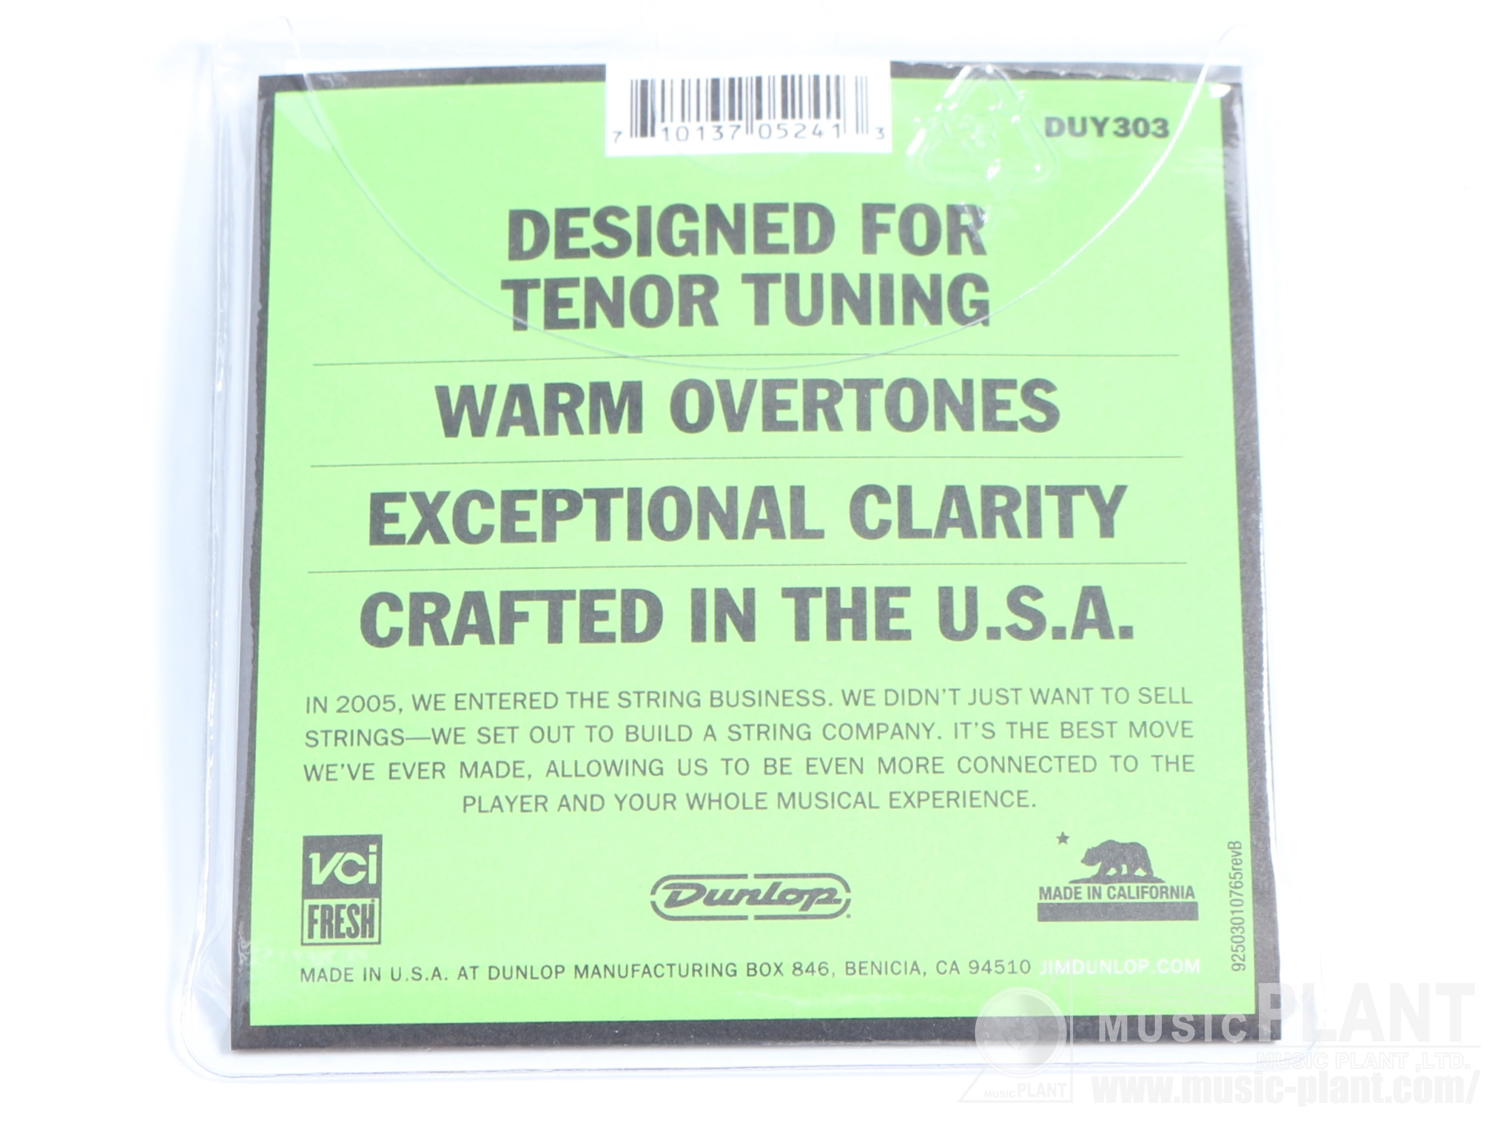 7 10137 05241 3
DUY303
DESIGNED FOR
TENOR TUNING
WARM OVERTONES
EXCEPTIONAL CLARITY
CRAFTED IN THE U.S.A.
IN 2005, WE ENTERED THE STRING BUSINESS. WE DIDN'T JUST WANT TO SELL
STRINGS—WE SET OUT TO BUILD A STRING COMPANY. IT'S THE BEST MOVE
WE'VE EVER MADE, ALLOWING US TO BE EVEN MORE CONNECTED TO THE
PLAYER AND YOUR WHOLE MUSICAL EXPERIENCE.
VCi
FRESH
Dunlop
MADE IN CALIFORNIA
92503010765revB
MADE IN U.S.A. AT DUNLOP MANUFACTURING BOX 846, BENICIA, CA 94510 JIMDUNLOP.COM
MUSIC PLANT
MUSIC PLANT ,LTD.
MUSIC PLANT
www.music-plant.com/